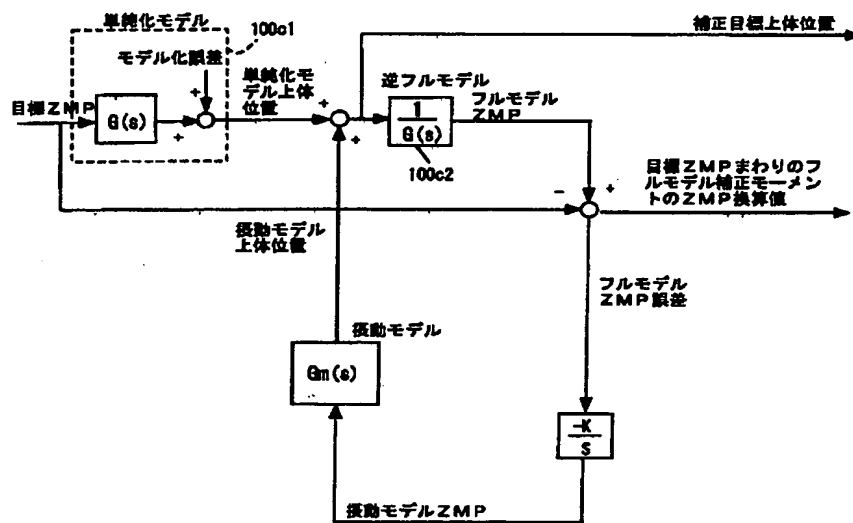 単純化モデル
100c1
モデル化誤差
目標ZMP
G(s)
+
+
単純化モ
デル上体
位置
+
+
逆フルモデル
1
G(s)
100c2
フルモデル
ZMP
補正目標上体位置
-
+
目標ZMPまわりのフ
ルモデル補正モーメン
トのZMP換算値
摂動モデル
上体位置
フルモデル
ZMP誤差
摂動モデル
Gm(s)
-K
S
摂動モデルZMP